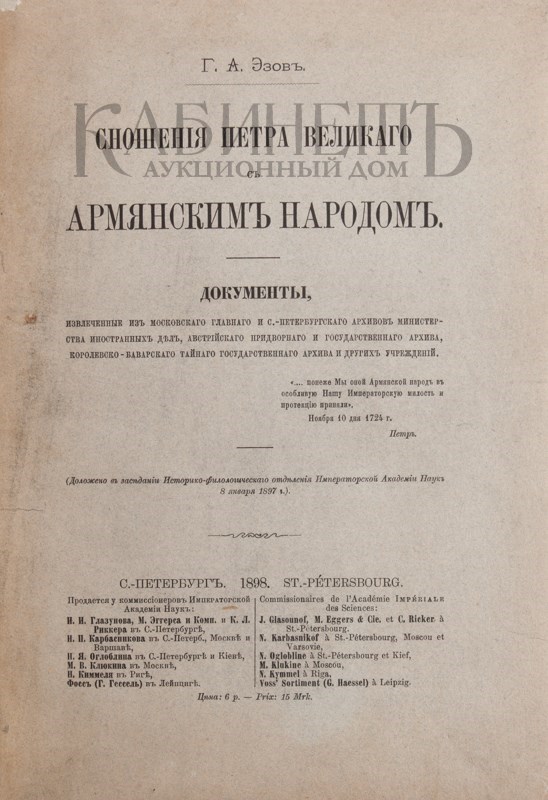 Г. А. Эзовъ.
КАБИНЕТЪ
АУКЦИОННЫЙ ДОМ
СНОШЕНІЯ ПЕТРА ВЕЛИКАГО
съ
АРМЯНСКИМЪ НАРОДОМЪ.
ДОКУМЕНТЫ,
ИЗВЛЕЧЕННЫЕ ИЗЪ МОСКОВСКАГО ГЛАВНАГО И С.-ПЕТЕРБУРГСКАГО АРХИВОВЪ МИНИСТЕР-
СТВА ИНОСТРАННЫХЪ ДѢЛЪ, АВСТРІЙСКАГО ПРИДВОРНАГО И ГОСУДАРСТВЕННАГО АРХИВА,
КОРОЛЕВСКО-БАВАРСКАГО ТАЙНАГО ГОСУДАРСТВЕННАГО АРХИВА И ДРУГИХЪ УЧРЕЖДЕНІЙ.
«.... понеже Мы оной Армянской народъ въ
особливую Нашу Императорскую милость и
протекцію приняли».
Ноября 10 дня 1724 г.
Петръ.
(Доложено въ засѣданіи Историко-филологическаго отдѣленія Императорской Академіи Наукъ
8 января 1897 г.).
С.-ПЕТЕРБУРГЪ. 1898. ST.-PÉTERSBOURG.
Продается у коммиссіонеровъ Императорской
Академіи Наукъ:
И. И. Глазунова, М. Эггерса и Комп. и К. Л.
Риккера въ С.-Петербургѣ,
Н. П. Карбасникова въ С.-Петерб., Москвѣ и
Варшавѣ,
Н. Я. Оглоблина въ С.-Петербургѣ и Кіевѣ,
М. В. Клюкина въ Москвѣ,
Н. Киммеля въ Ригѣ,
Фоссъ (Г. Гессель) въ Лейпцигѣ.
Commissionaires de l'Académie IMPÉRIALE
des Sciences:
J. Glasounof, M. Eggers & Cie. et C. Ricker à
St.-Pétersbourg.
N. Karbasnikof à St.-Pétersbourg, Moscou et
Varsovie,
N. Oglobline à St.-Pétersbourg et Kief,
M. Klukine à Moscou,
N. Kymmel à Riga,
Voss' Sortiment (G. Haessel) à Leipzig.
Цѣна: 6 р. — Prix: 15 Mrk.